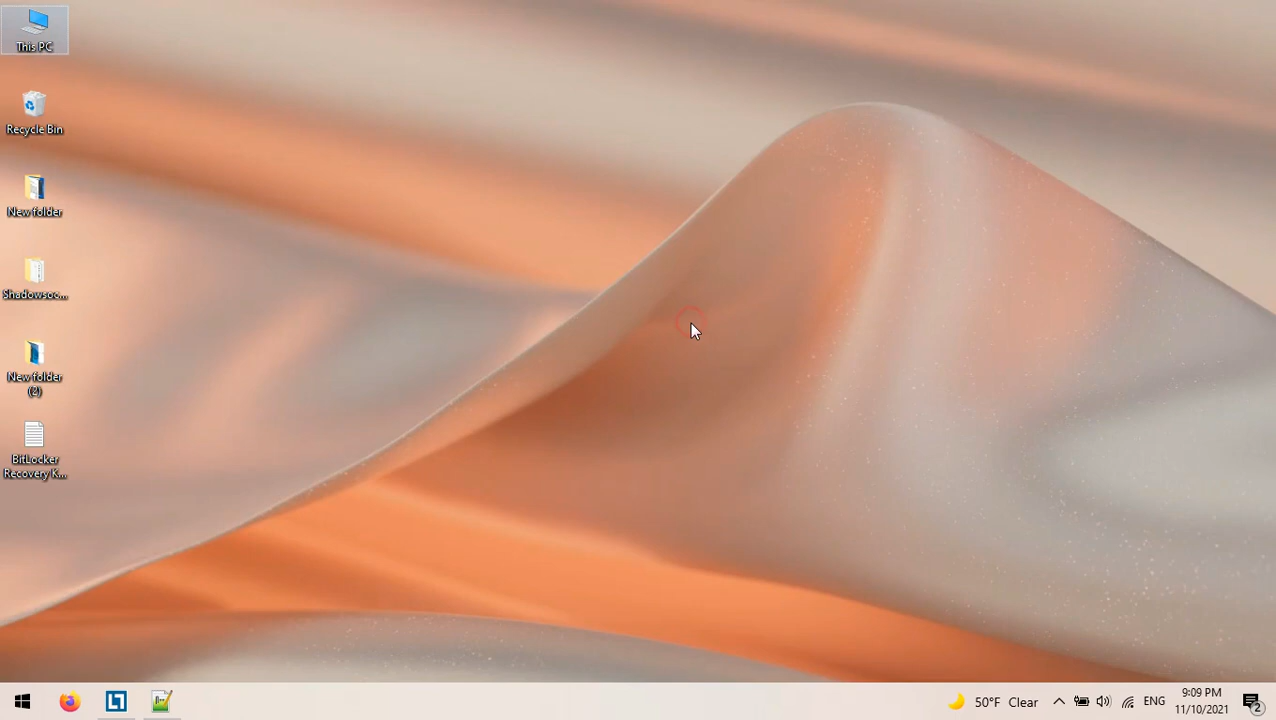 This PC
Recycle Bin
New folder
Shadowsoc...
New folder
(2)
BitLocker
Recovery K...
50°F Clear
ENG
9:09 PM
11/10/2021
2